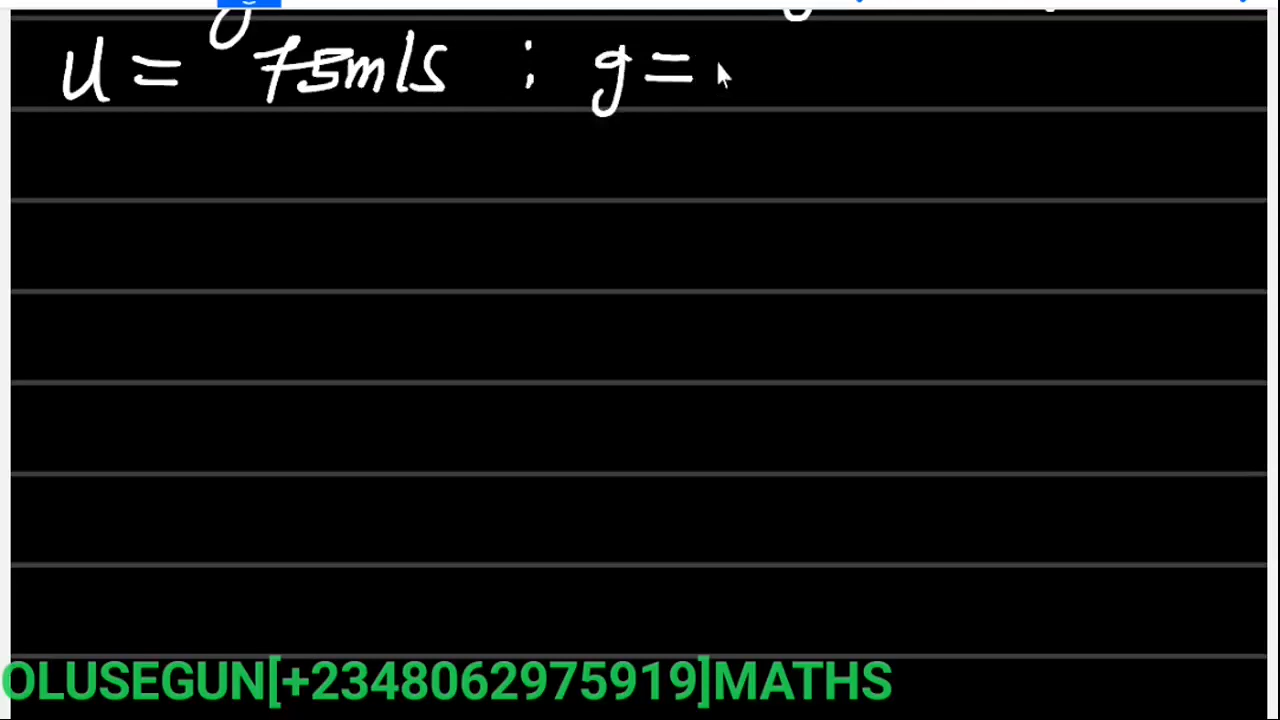 u = 75m/s ; g =
OLUSEGUN[+2348062975919]MATHS